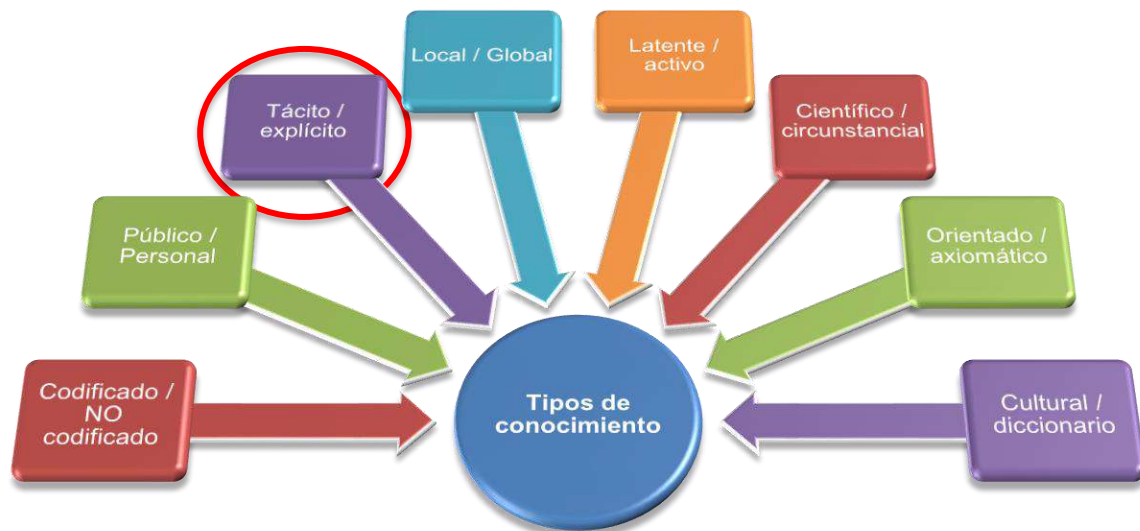 Local / Global
Latente /
activo
Tácito /
explícito
Científico /
circunstancial
Público /
Personal
Orientado /
axiomático
Codificado /
NO
codificado
Tipos de
conocimiento
Cultural /
diccionario